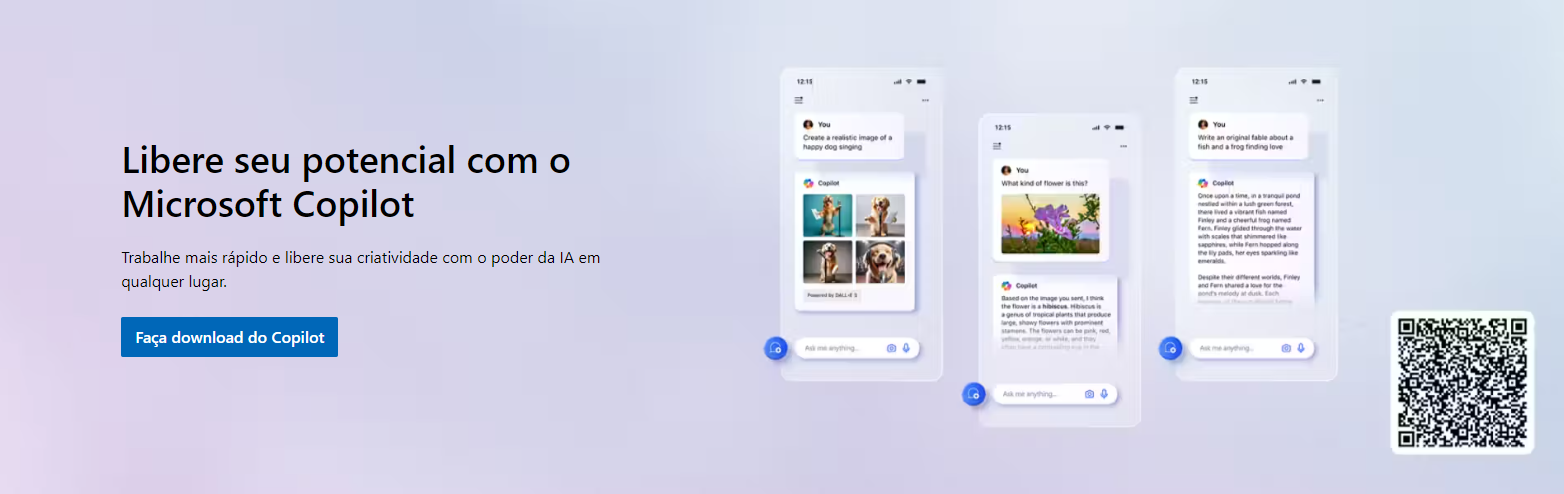 Libere seu potencial com o
Microsoft Copilot
Trabalhe mais rápido e libere sua criatividade com o poder da IA em
qualquer lugar.
Faça download do Copilot
12:15
You
Create a realistic image of a
happy dog singing
Copilot
Powered by DALL·E 3
Ask me anything...
12:15
You
What kind of flower is this?
Copilot
Based on the image you sent, I think
the flower is a hibiscus. Hibiscus is
a genus of tropical plants that produce
large, showy flowers with prominent
stamens. The flowers can be pink, red,
yellow, orange, or white, and they
often have a contrasting eye in the
Ask me anything...
12:15
You
Write an original fable about a
fish and a frog finding love
Copilot
Once upon a time, in a tranquil pond
nestled within a lush green forest,
there lived a vibrant fish named
Finley and a cheerful frog named
Fern. Finley glided through the water
with scales that shimmered like
sapphires, while Fern hopped along
the lily pads, her eyes sparkling like
emeralds.
Despite their different worlds, Finley
and Fern shared a love for the
pond's melody at dusk. Each
Ask me anything...